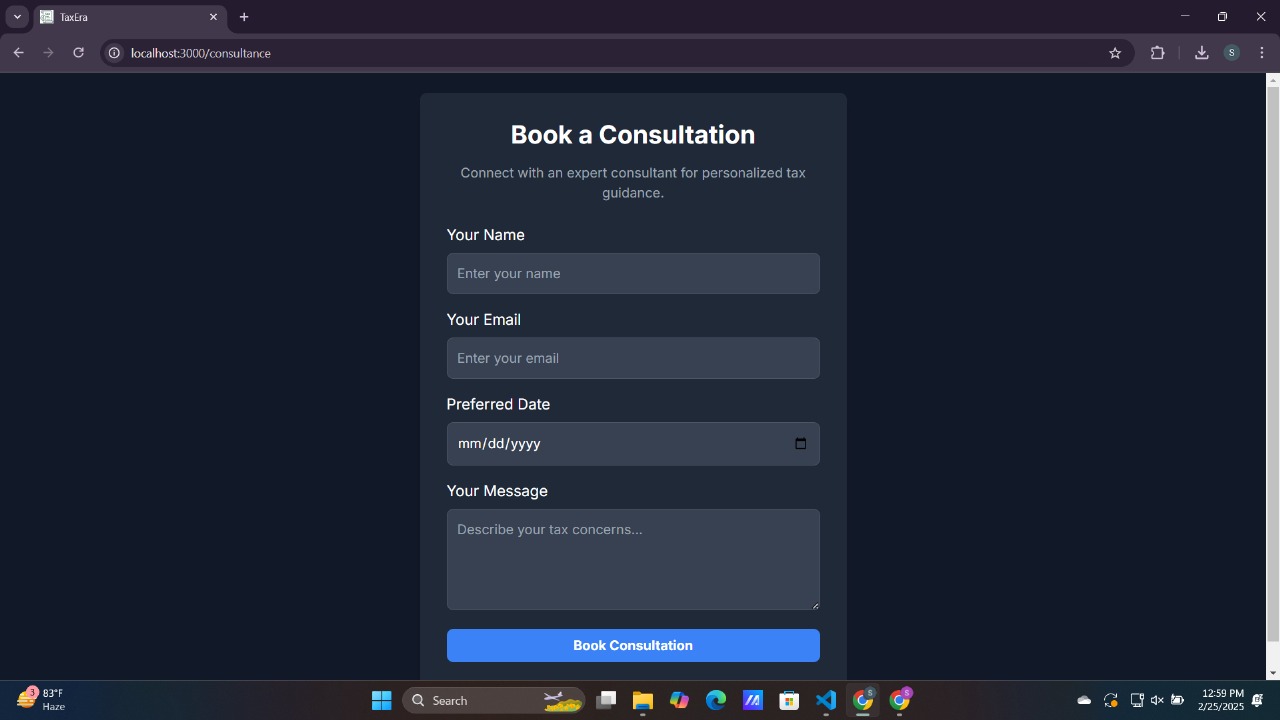 TaxEra
localhost:3000/consultance
S
Book a Consultation
Connect with an expert consultant for personalized tax
guidance.
Your Name
Enter your name
Your Email
Enter your email
Preferred Date
mm/dd/yyyy
Your Message
Describe your tax concerns...
Book Consultation
3
83°F
Haze
Search
S
S
12:59 PM
2/25/2025